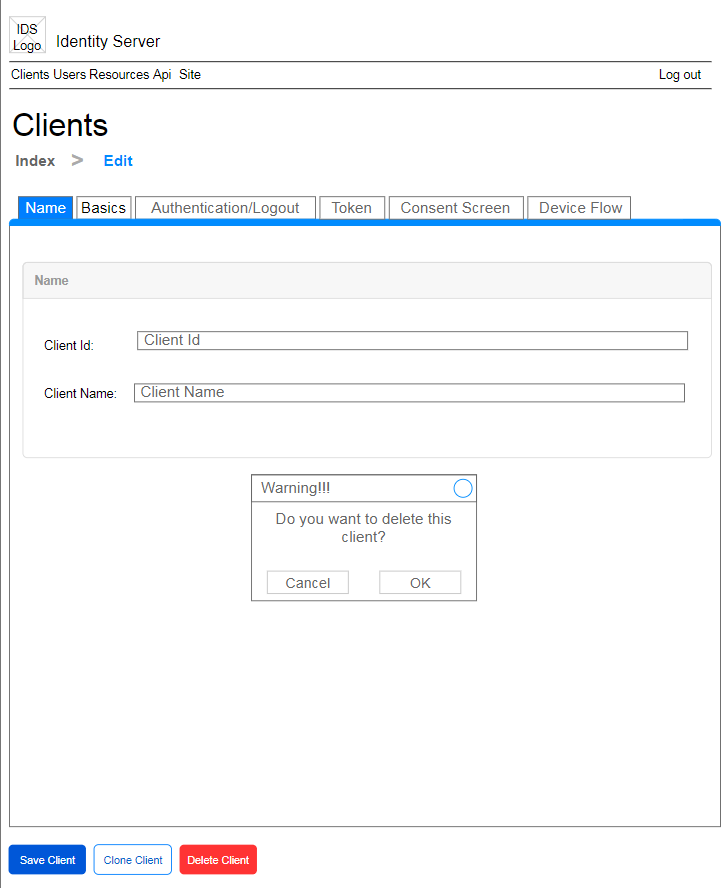 IDS
Logo
Identity Server
Clients Users Resources Api Site Log out
Clients
Index > Edit
Name Basics Authentication/Logout Token Consent Screen Device Flow
Name
Client Id: Client Id
Client Name: Client Name
Warning!!!
Do you want to delete this
client?
Cancel OK
Save Client Clone Client Delete Client